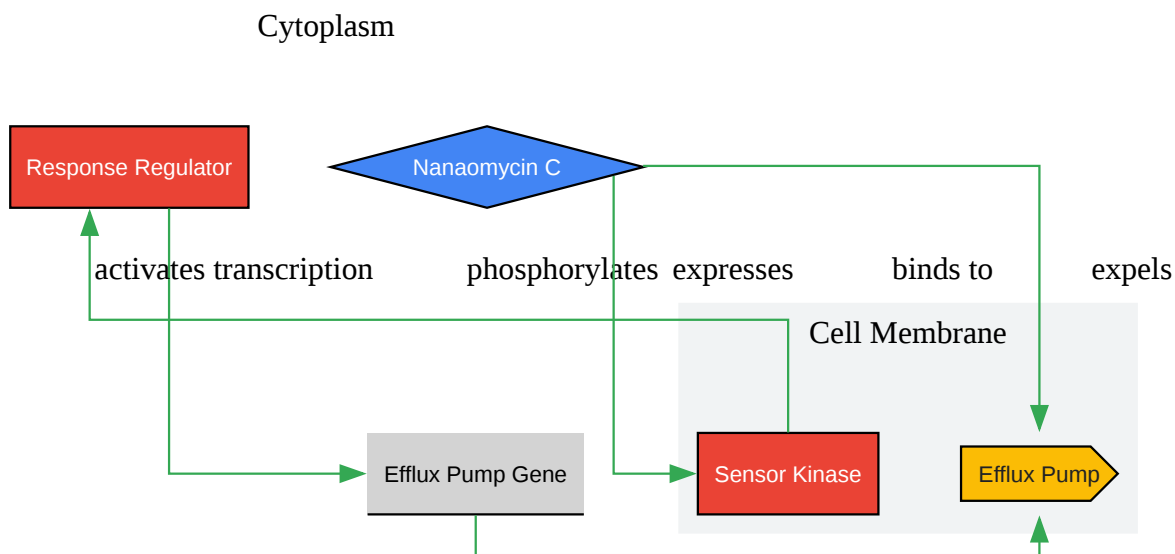 Cytoplasm
Response Regulator
Nanaomycin C
activates transcription
phosphorylates
expresses
binds to
expels
Cell Membrane
Efflux Pump Gene
Sensor Kinase
Efflux Pump